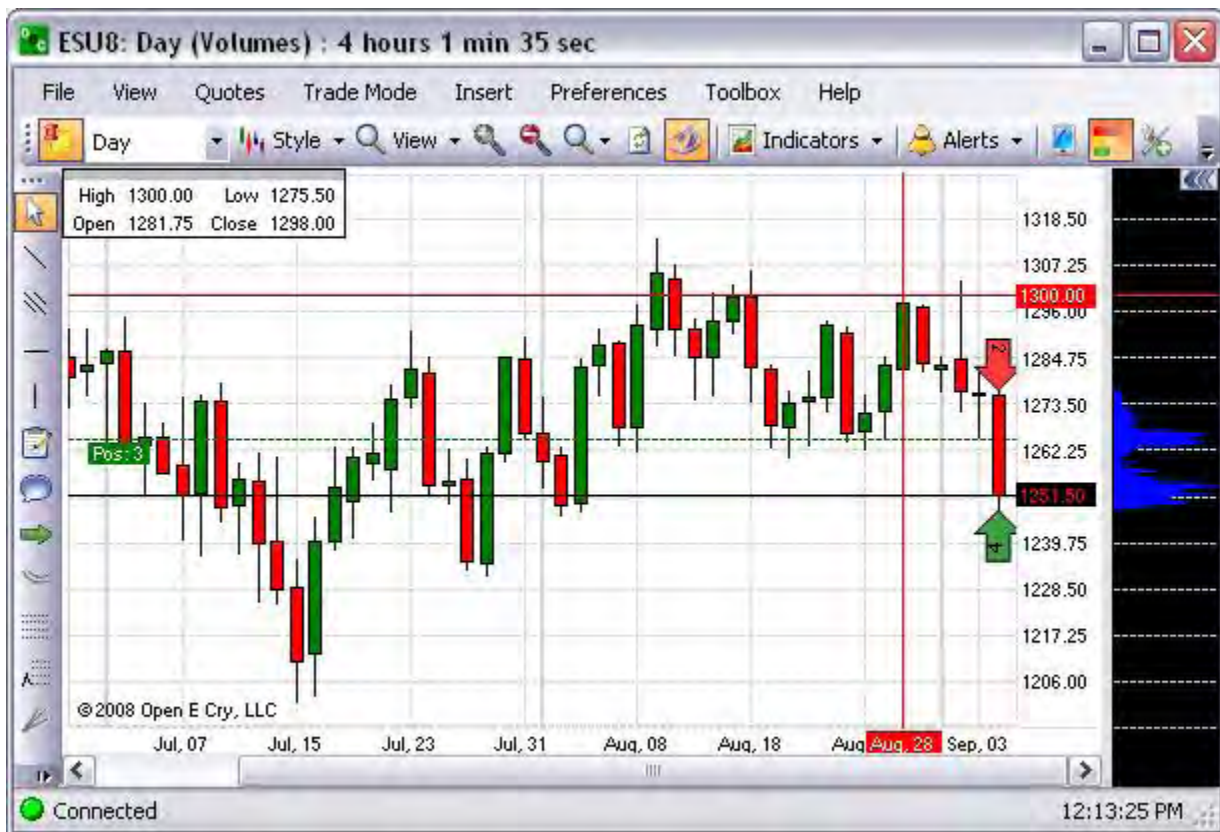 ESU8: Day (Volumes) : 4 hours 1 min 35 sec
File View Quotes Trade Mode Insert Preferences Toolbox Help
Day Style View Indicators Alerts
High 1300.00 Low 1275.50
Open 1281.75 Close 1298.00
1318.50
1307.25
1300.00
1296.00
1284.75
2
1273.50
1262.25
Pos: 3
1251.50
4
1239.75
1228.50
1217.25
1206.00
© 2008 Open E Cry, LLC
Jul, 07 Jul, 15 Jul, 23 Jul, 31 Aug, 08 Aug, 18 Aug Aug, 28 Sep, 03
Connected 12:13:25 PM